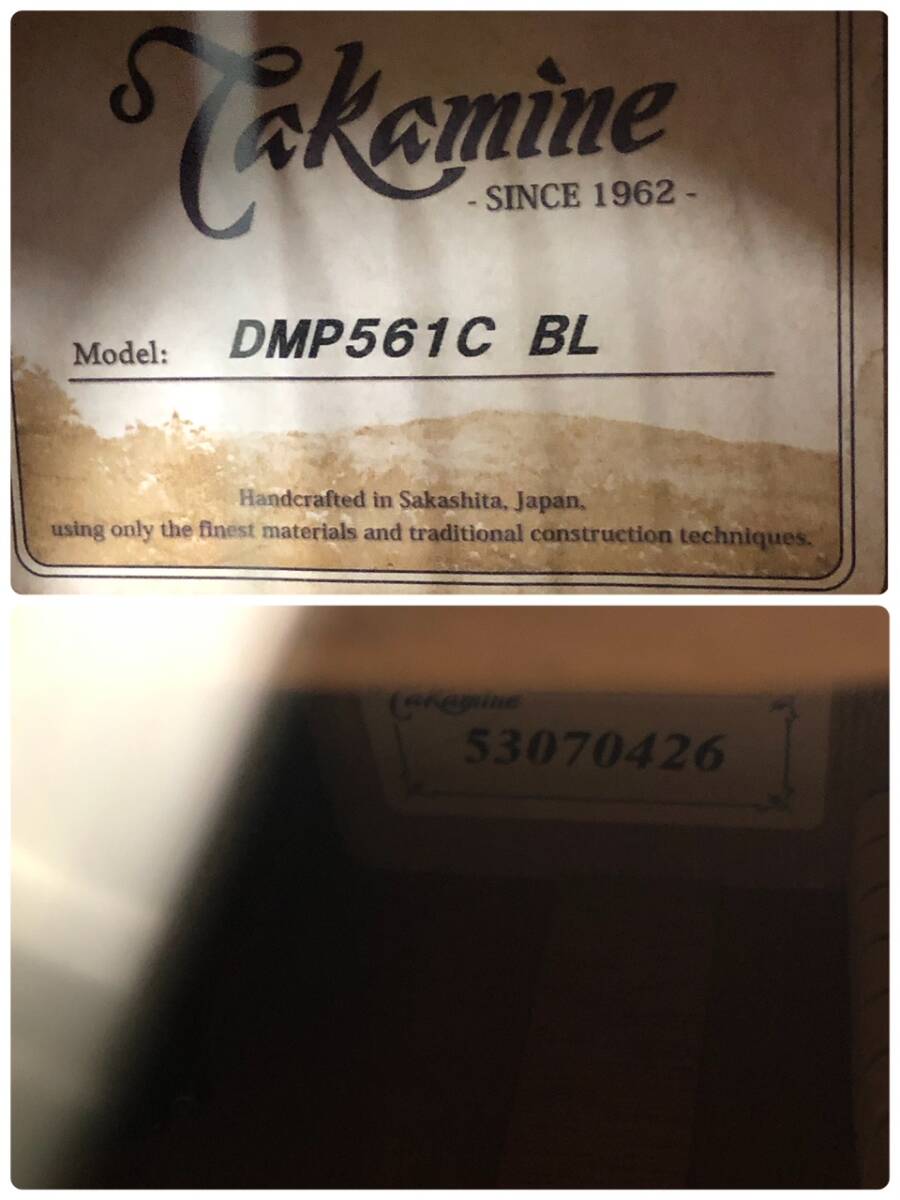 Takamine
- SINCE 1962 -
Model: DMP561C BL
Handcrafted in Sakashita, Japan,
using only the finest materials and traditional construction techniques.
Takamine
53070426